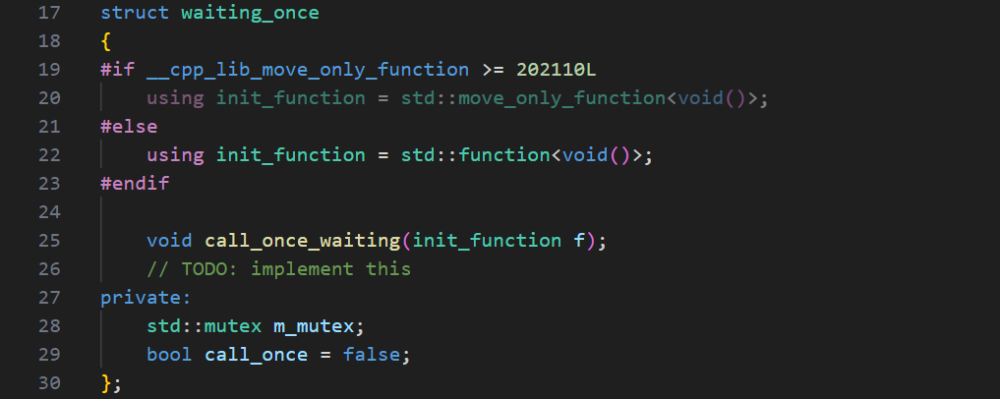 17 struct waiting_once
18 {
19 #if __cpp_lib_move_only_function >= 202110L
20     using init_function = std::move_only_function<void()>;
21 #else
22     using init_function = std::function<void()>;
23 #endif
24
25     void call_once_waiting(init_function f);
26     // TODO: implement this
27 private:
28     std::mutex m_mutex;
29     bool call_once = false;
30 };